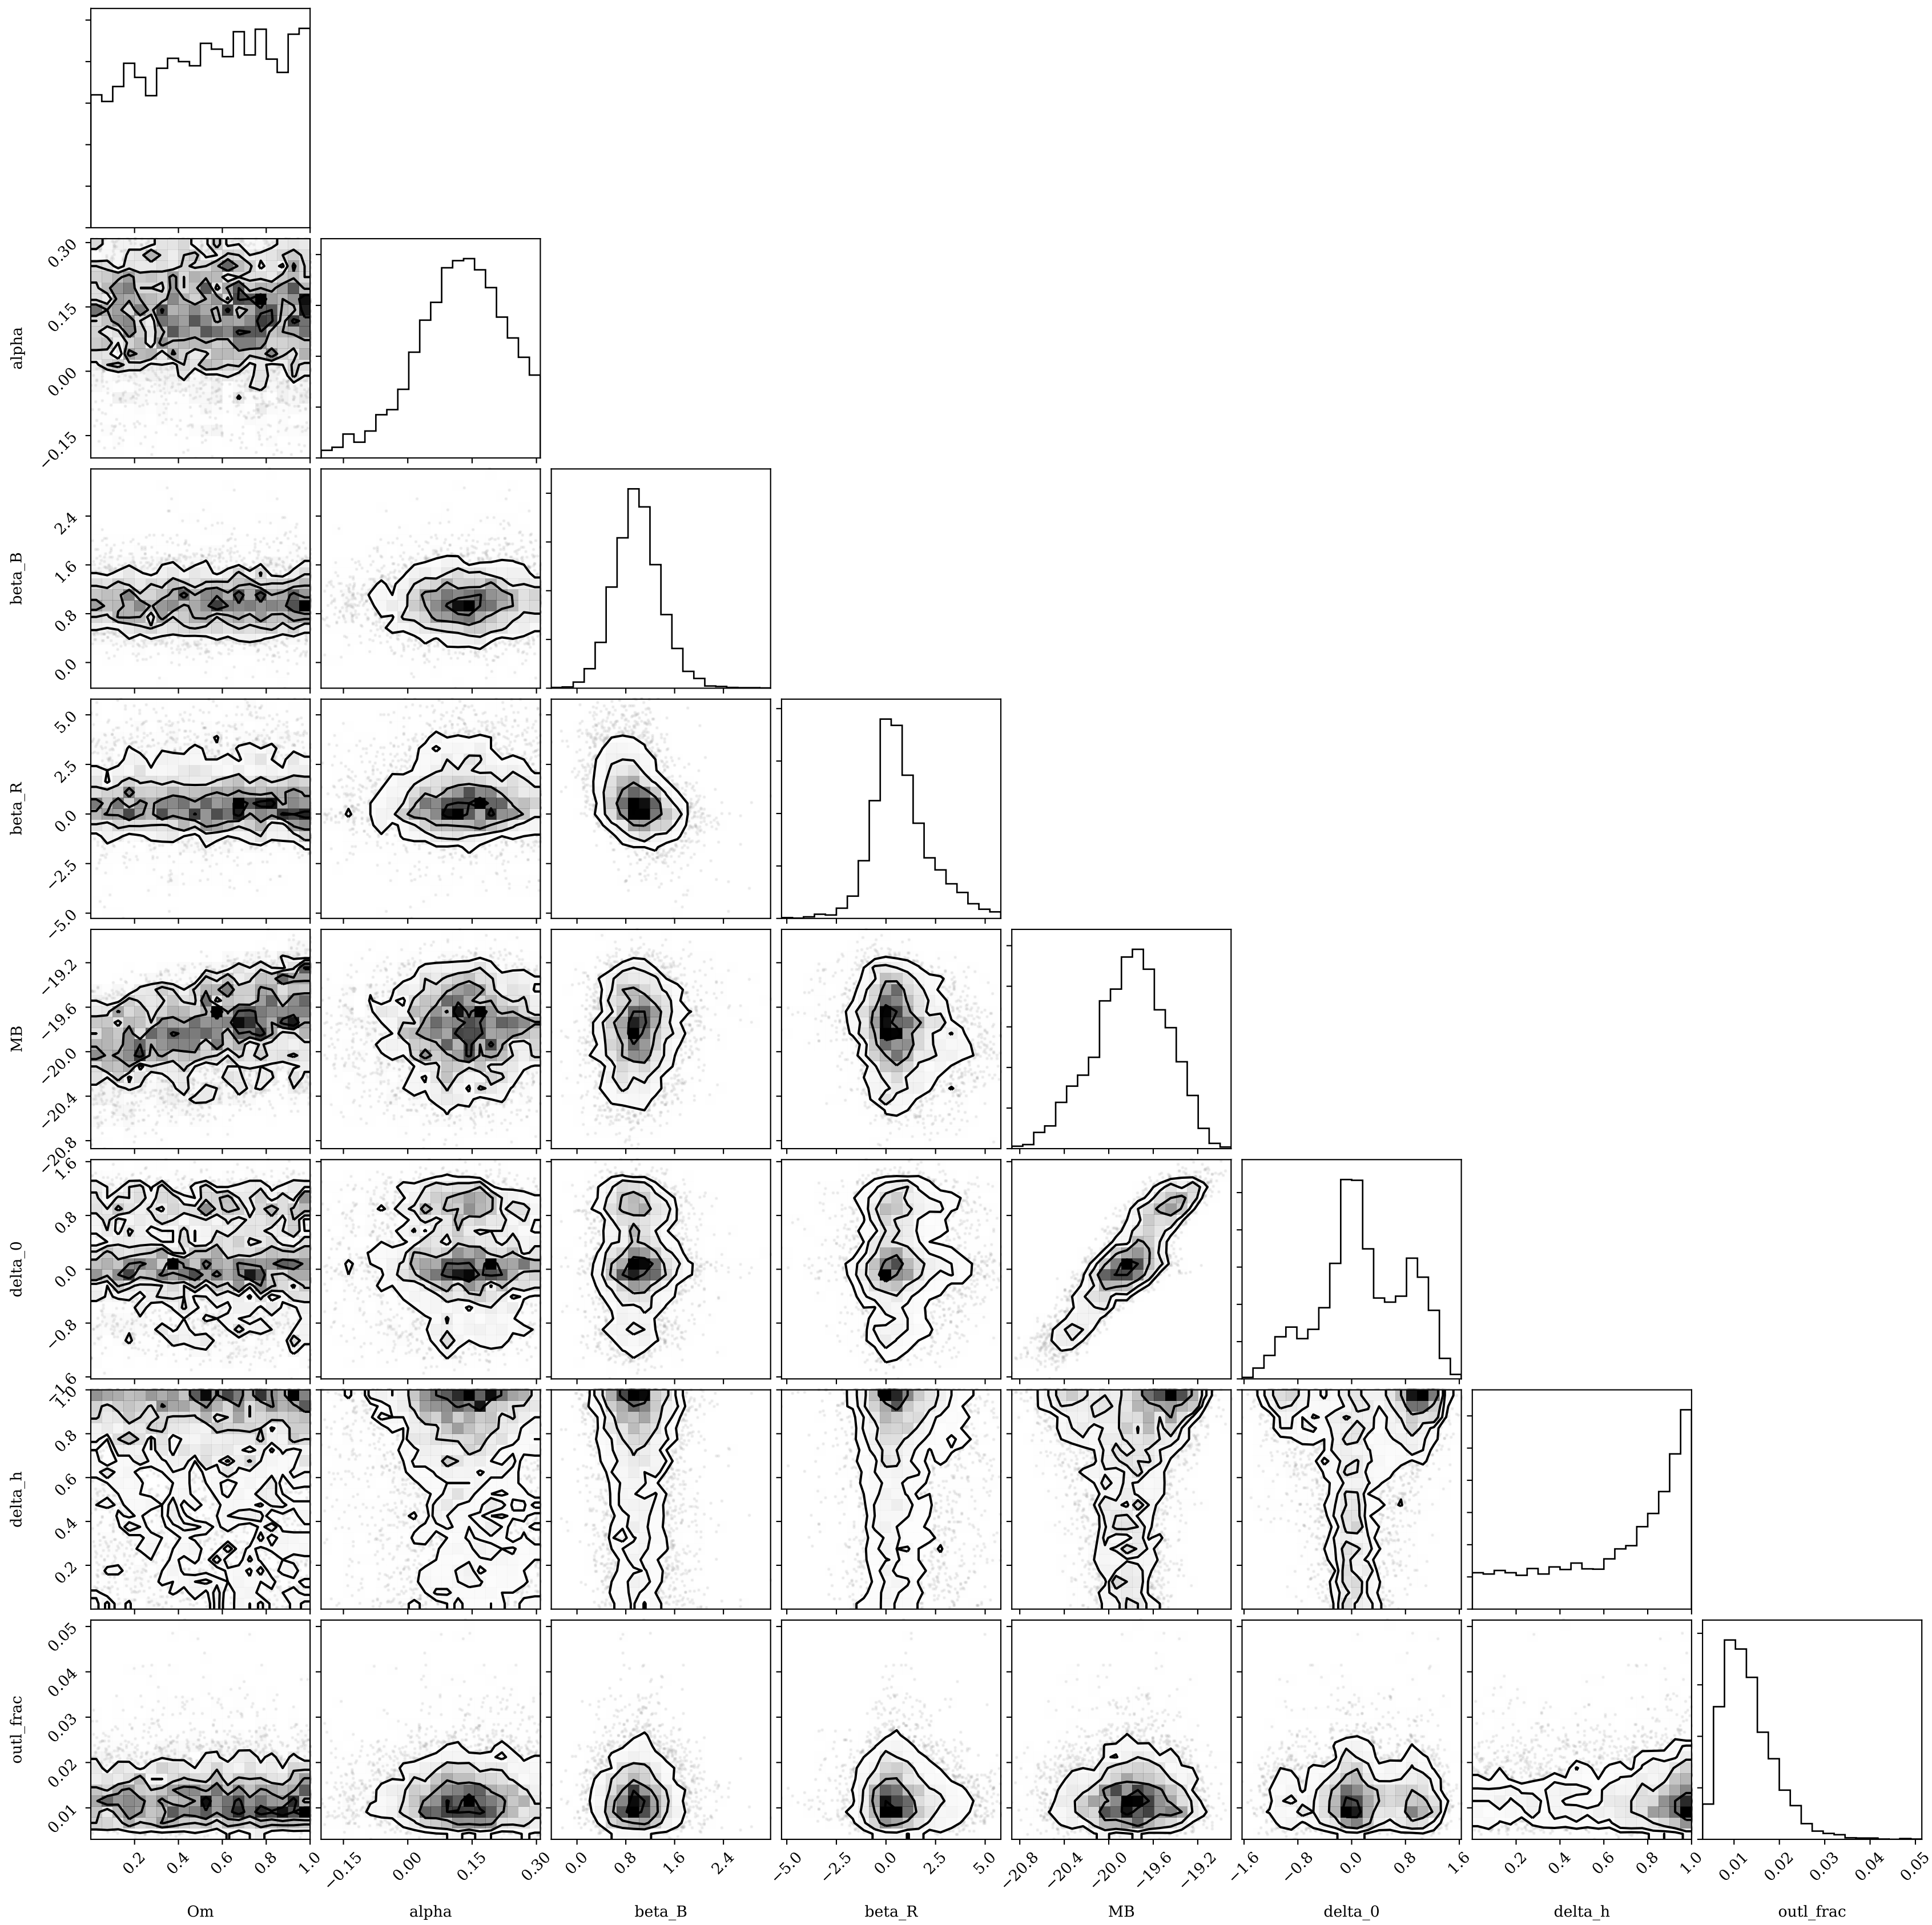 0.30
0.15
0.00
−0.15
alpha
2.4
1.6
0.8
0.0
beta_B
5.0
2.5
0.0
−2.5
−5.0
beta_R
−19.2
−19.6
−20.0
−20.4
−20.8
MB
1.6
0.8
0.0
−0.8
−1.6
delta_0
1.0
0.8
0.6
0.4
0.2
delta_h
0.05
0.04
0.03
0.02
0.01
outl_frac
0.2 0.4 0.6 0.8 1.0
−0.15 0.00 0.15 0.30
0.0 0.8 1.6 2.4
−5.0 −2.5 0.0 2.5 5.0
−20.8 −20.4 −20.0 −19.6 −19.2
−1.6 −0.8 0.0 0.8 1.6
0.2 0.4 0.6 0.8 1.0
0.01 0.02 0.03 0.04 0.05
Om alpha beta_B beta_R MB delta_0 delta_h outl_frac